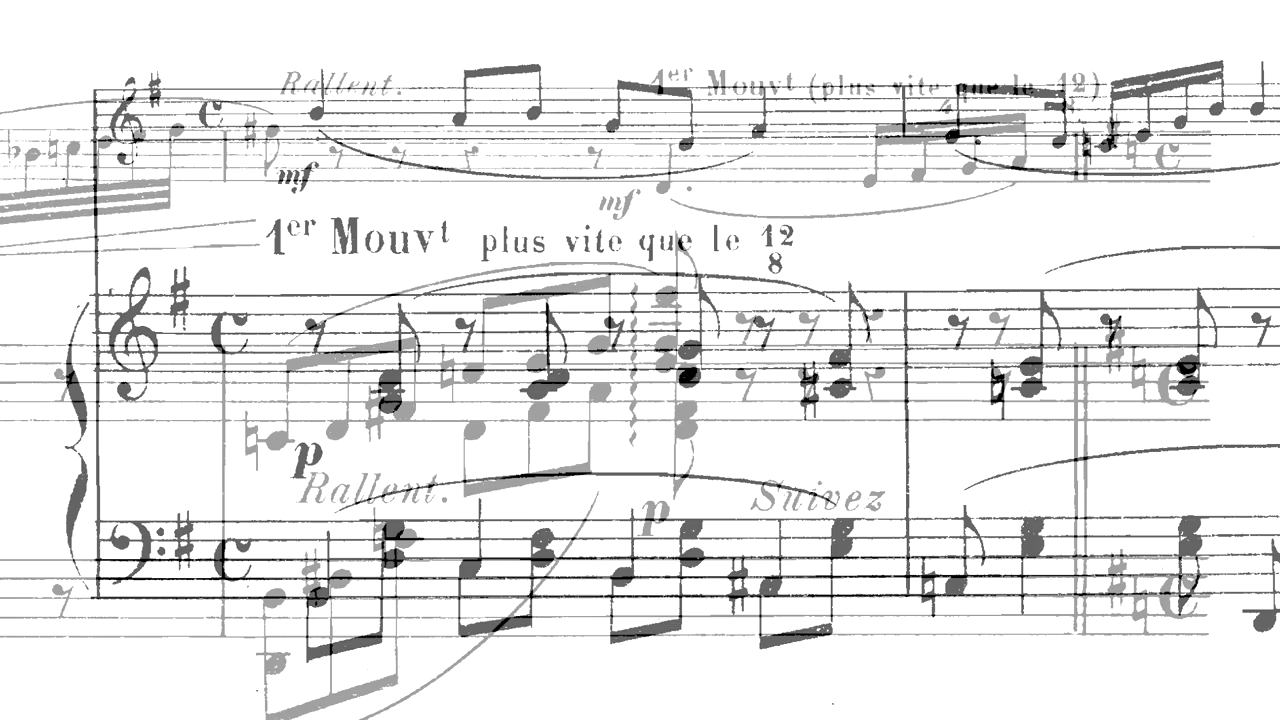 Rallent.
1er Mouvt (plus vite que le 12)
mf
mf
1er Mouvt plus vite que le 12
8
p
Rallent.
p
Suivez